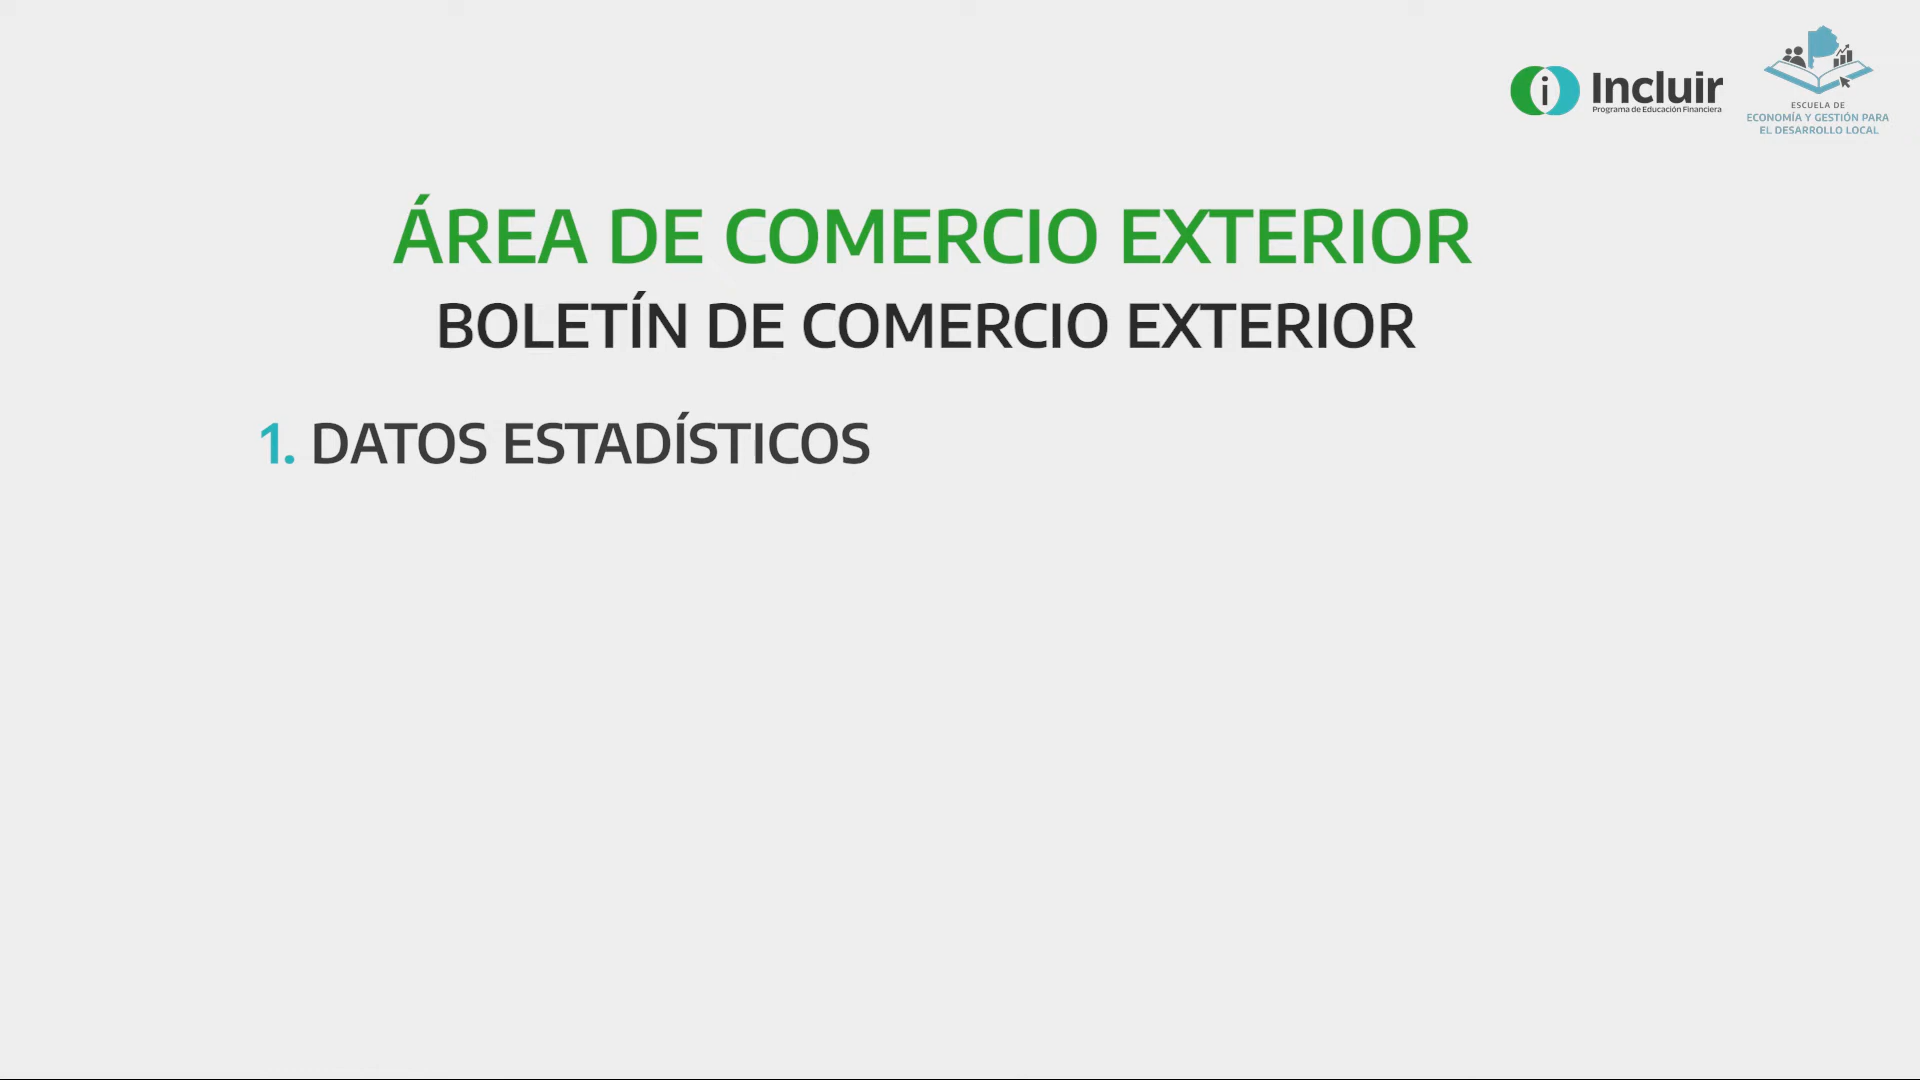 Incluir
Programa de Educación Financiera
ESCUELA DE
ECONOMÍA Y GESTIÓN PARA
EL DESARROLLO LOCAL
ÁREA DE COMERCIO EXTERIOR
BOLETÍN DE COMERCIO EXTERIOR
1. DATOS ESTADÍSTICOS